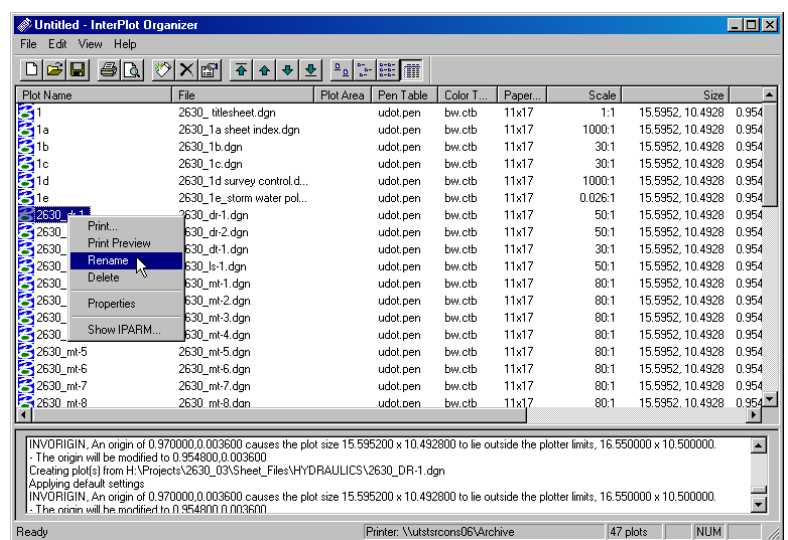 Untitled - InterPlot Organizer
File Edit View Help
Plot Name File Plot Area Pen Table Color T... Paper... Scale Size
1 2630_ titlesheet.dgn udot.pen bw.ctb 11x17 1:1 15.5952, 10.4928 0.954
1a 2630_1a sheet index.dgn udot.pen bw.ctb 11x17 1000:1 15.5952, 10.4928 0.954
1b 2630_1b.dgn udot.pen bw.ctb 11x17 30:1 15.5952, 10.4928 0.954
1c 2630_1c.dgn udot.pen bw.ctb 11x17 30:1 15.5952, 10.4928 0.954
1d 2630_1d survey control.d... udot.pen bw.ctb 11x17 1000:1 15.5952, 10.4928 0.954
1e 2630_1e_storm water pol... udot.pen bw.ctb 11x17 0.026:1 15.5952, 10.4928 0.954
2630_dr-1 2630_dr-1.dgn udot.pen bw.ctb 11x17 50:1 15.5952, 10.4928 0.954
2630_ 2630_dr-2.dgn udot.pen bw.ctb 11x17 50:1 15.5952, 10.4928 0.954
2630_ 2630_dt-1.dgn udot.pen bw.ctb 11x17 30:1 15.5952, 10.4928 0.954
2630_ 2630_ls-1.dgn udot.pen bw.ctb 11x17 50:1 15.5952, 10.4928 0.954
2630_ 2630_mt-1.dgn udot.pen bw.ctb 11x17 80:1 15.5952, 10.4928 0.954
2630_ 2630_mt-2.dgn udot.pen bw.ctb 11x17 80:1 15.5952, 10.4928 0.954
2630_ 2630_mt-3.dgn udot.pen bw.ctb 11x17 80:1 15.5952, 10.4928 0.954
2630_ 2630_mt-4.dgn udot.pen bw.ctb 11x17 80:1 15.5952, 10.4928 0.954
2630_mt-5 2630_mt-5.dgn udot.pen bw.ctb 11x17 80:1 15.5952, 10.4928 0.954
2630_mt-6 2630_mt-6.dgn udot.pen bw.ctb 11x17 80:1 15.5952, 10.4928 0.954
2630_mt-7 2630_mt-7.dgn udot.pen bw.ctb 11x17 80:1 15.5952, 10.4928 0.954
2630_mt-8 2630_mt-8.dgn udot.pen bw.ctb 11x17 80:1 15.5952, 10.4928 0.954
Print...
Print Preview
Rename
Delete
Properties
Show IPARM...
INVORIGIN, An origin of 0.970000,0.003600 causes the plot size 15.595200 x 10.492800 to lie outside the plotter limits, 16.550000 x 10.500000.
- The origin will be modified to 0.954800,0.003600
Creating plot(s) from H:\Projects\2630_03\Sheet_Files\HYDRAULICS\2630_DR-1.dgn
Applying default settings
INVORIGIN, An origin of 0.970000,0.003600 causes the plot size 15.595200 x 10.492800 to lie outside the plotter limits, 16.550000 x 10.500000.
- The origin will be modified to 0.954800,0.003600
Ready Printer: \\utstsrcons06\Archive 47 plots NUM